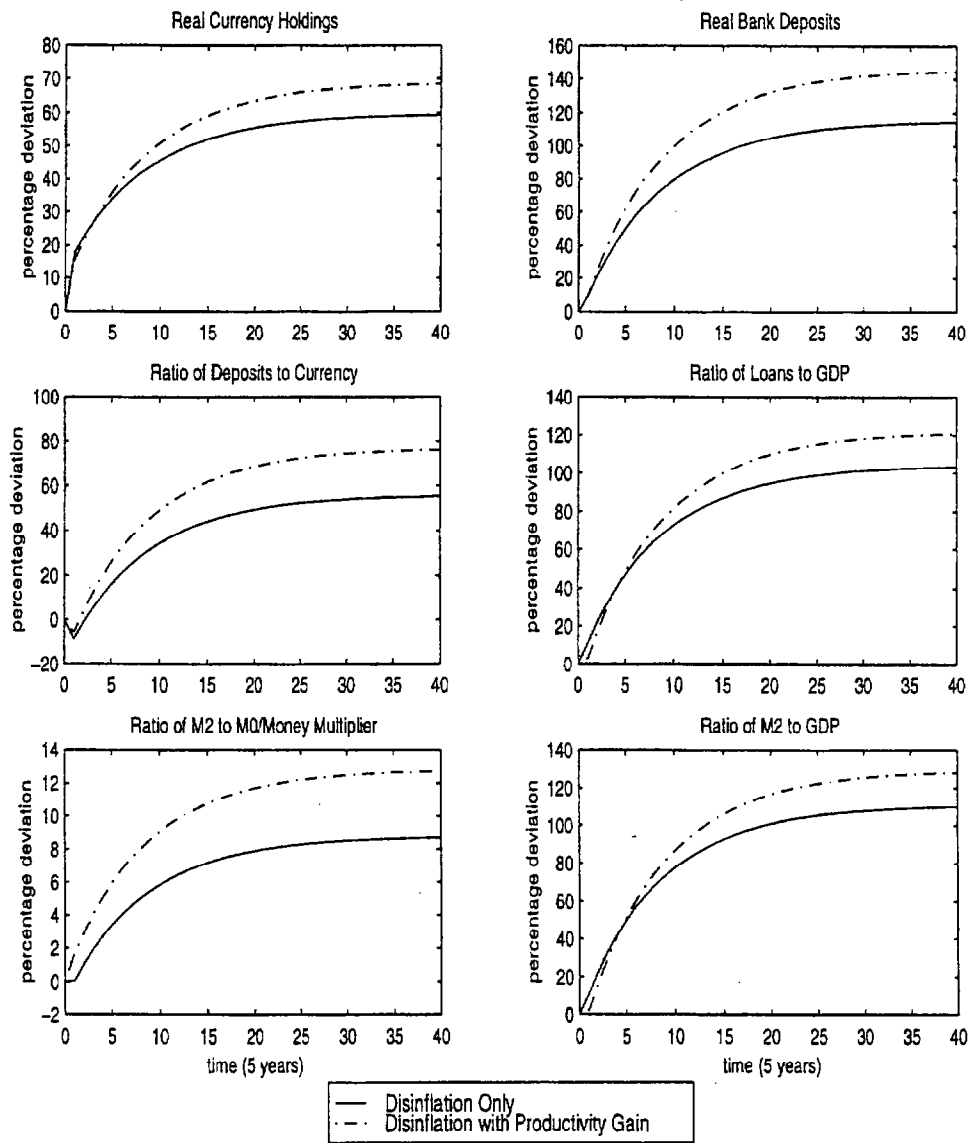 Real Currency Holdings
percentage deviation
80
70
60
50
40
30
20
10
0
0 5 10 15 20 25 30 35 40
Real Bank Deposits
percentage deviation
160
140
120
100
80
60
40
20
0
0 5 10 15 20 25 30 35 40
Ratio of Deposits to Currency
percentage deviation
100
80
60
40
20
0
−20
0 5 10 15 20 25 30 35 40
Ratio of Loans to GDP
percentage deviation
140
120
100
80
60
40
20
0
0 5 10 15 20 25 30 35 40
Ratio of M2 to M0/Money Multiplier
percentage deviation
14
12
10
8
6
4
2
0
−2
0 5 10 15 20 25 30 35 40
time (5 years)
Ratio of M2 to GDP
percentage deviation
140
120
100
80
60
40
20
0
0 5 10 15 20 25 30 35 40
time (5 years)
Disinflation Only
Disinflation with Productivity Gain